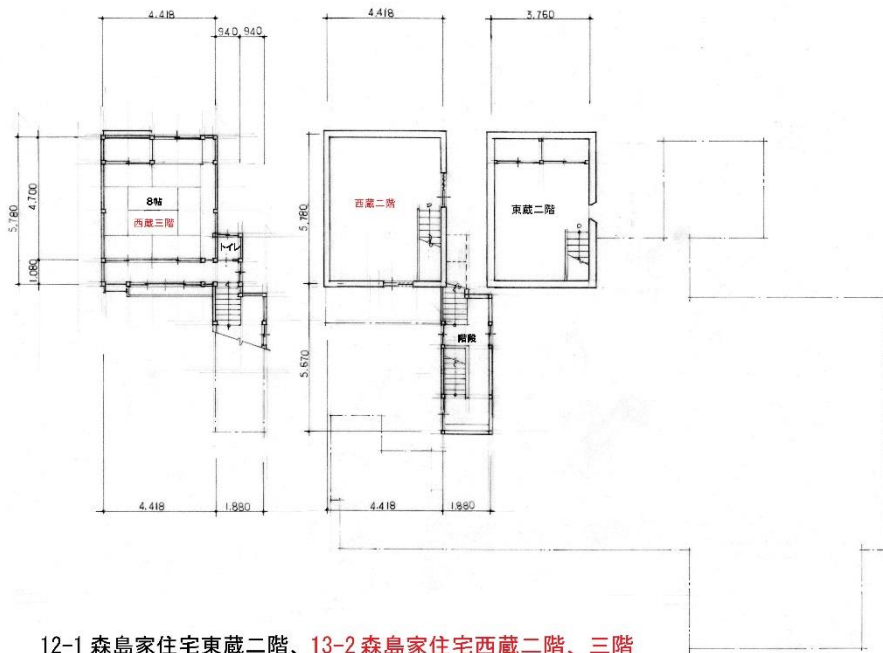 4.418
940 940
4.418
3.760
5.780
4.700
1.080
8帖
西蔵三階
トイレ
5.780
西蔵二階
東蔵二階
階段
5.670
4.418
1.880
4.418
1.880
12-1 森島家住宅東蔵二階、13-2 森島家住宅西蔵二階、三階